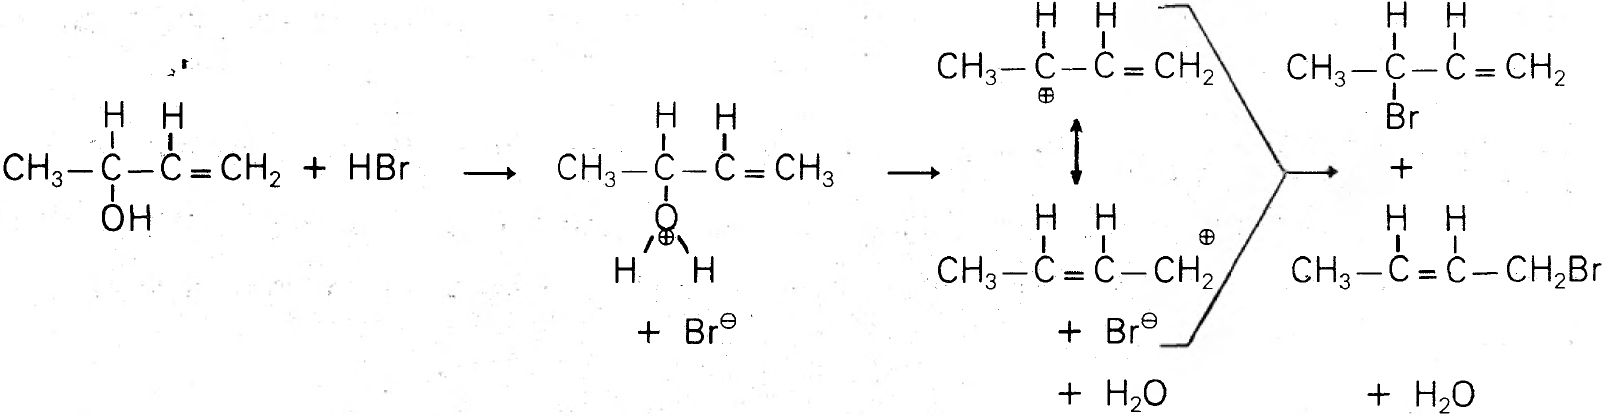 H H
CH₃–C–C=CH₂
⊕
H H
CH₃–C–C=CH₂
Br
H H
CH₃–C–C=CH₂ + HBr
OH
H H
CH₃–C–C=CH₃
O
⊕
H H
+ Br⊖
H H
CH₃–C=C–CH₂⊕
+ Br⊖
+ H₂O
+
H H
CH₃–C=C–CH₂Br
+ H₂O